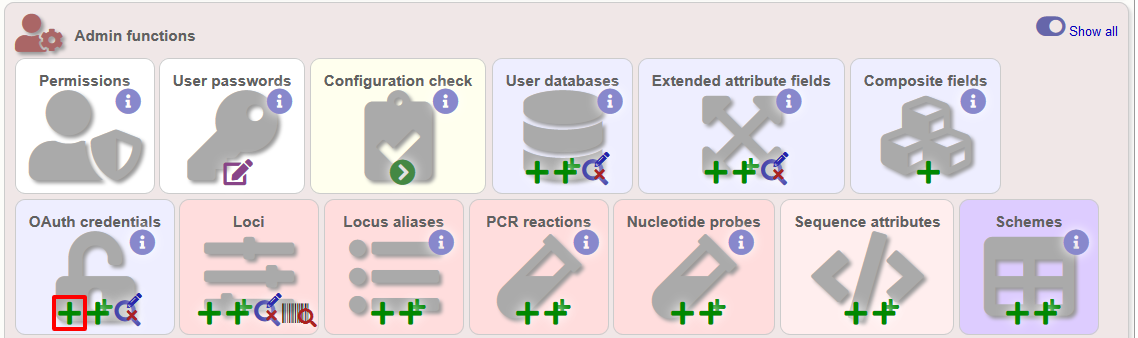 Admin functions
Show all
Permissions
User passwords
Configuration check
User databases
Extended attribute fields
Composite fields
OAuth credentials
Loci
Locus aliases
PCR reactions
Nucleotide probes
Sequence attributes
Schemes